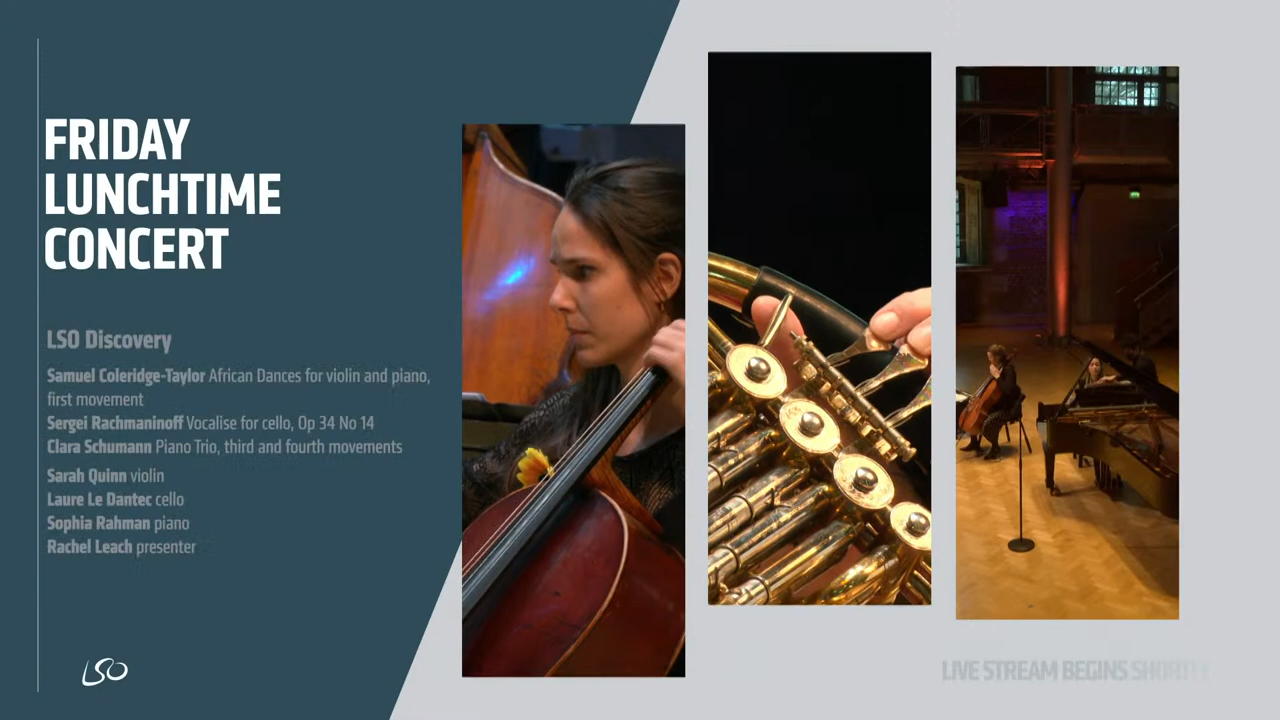 FRIDAY
LUNCHTIME
CONCERT
LSO Discovery
Samuel Coleridge-Taylor African Dances for violin and piano,
first movement
Sergei Rachmaninoff Vocalise for cello, Op 34 No 14
Clara Schumann Piano Trio, third and fourth movements
Sarah Quinn violin
Laure Le Dantec cello
Sophia Rahman piano
Rachel Leach presenter
LSO
LIVE STREAM BEGINS SHORTLY